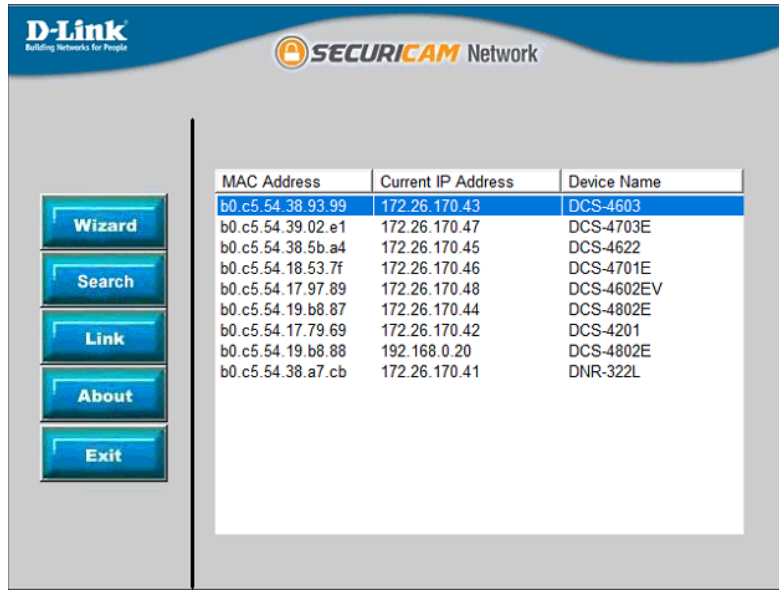 D-Link
Building Networks for People
SECURICAM Network
Wizard
Search
Link
About
Exit
MAC Address Current IP Address Device Name
b0.c5.54.38.93.99 172.26.170.43 DCS-4603
b0.c5.54.39.02.e1 172.26.170.47 DCS-4703E
b0.c5.54.38.5b.a4 172.26.170.45 DCS-4622
b0.c5.54.18.53.7f 172.26.170.46 DCS-4701E
b0.c5.54.17.97.89 172.26.170.48 DCS-4602EV
b0.c5.54.19.b8.87 172.26.170.44 DCS-4802E
b0.c5.54.17.79.69 172.26.170.42 DCS-4201
b0.c5.54.19.b8.88 192.168.0.20 DCS-4802E
b0.c5.54.38.a7.cb 172.26.170.41 DNR-322L